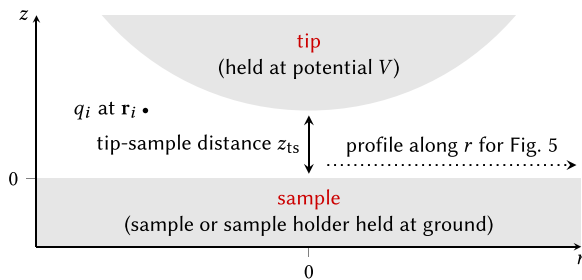 z
tip
(held at potential V)
q_i at r_i
tip-sample distance z_ts
profile along r for Fig. 5
0
sample
(sample or sample holder held at ground)
r
0